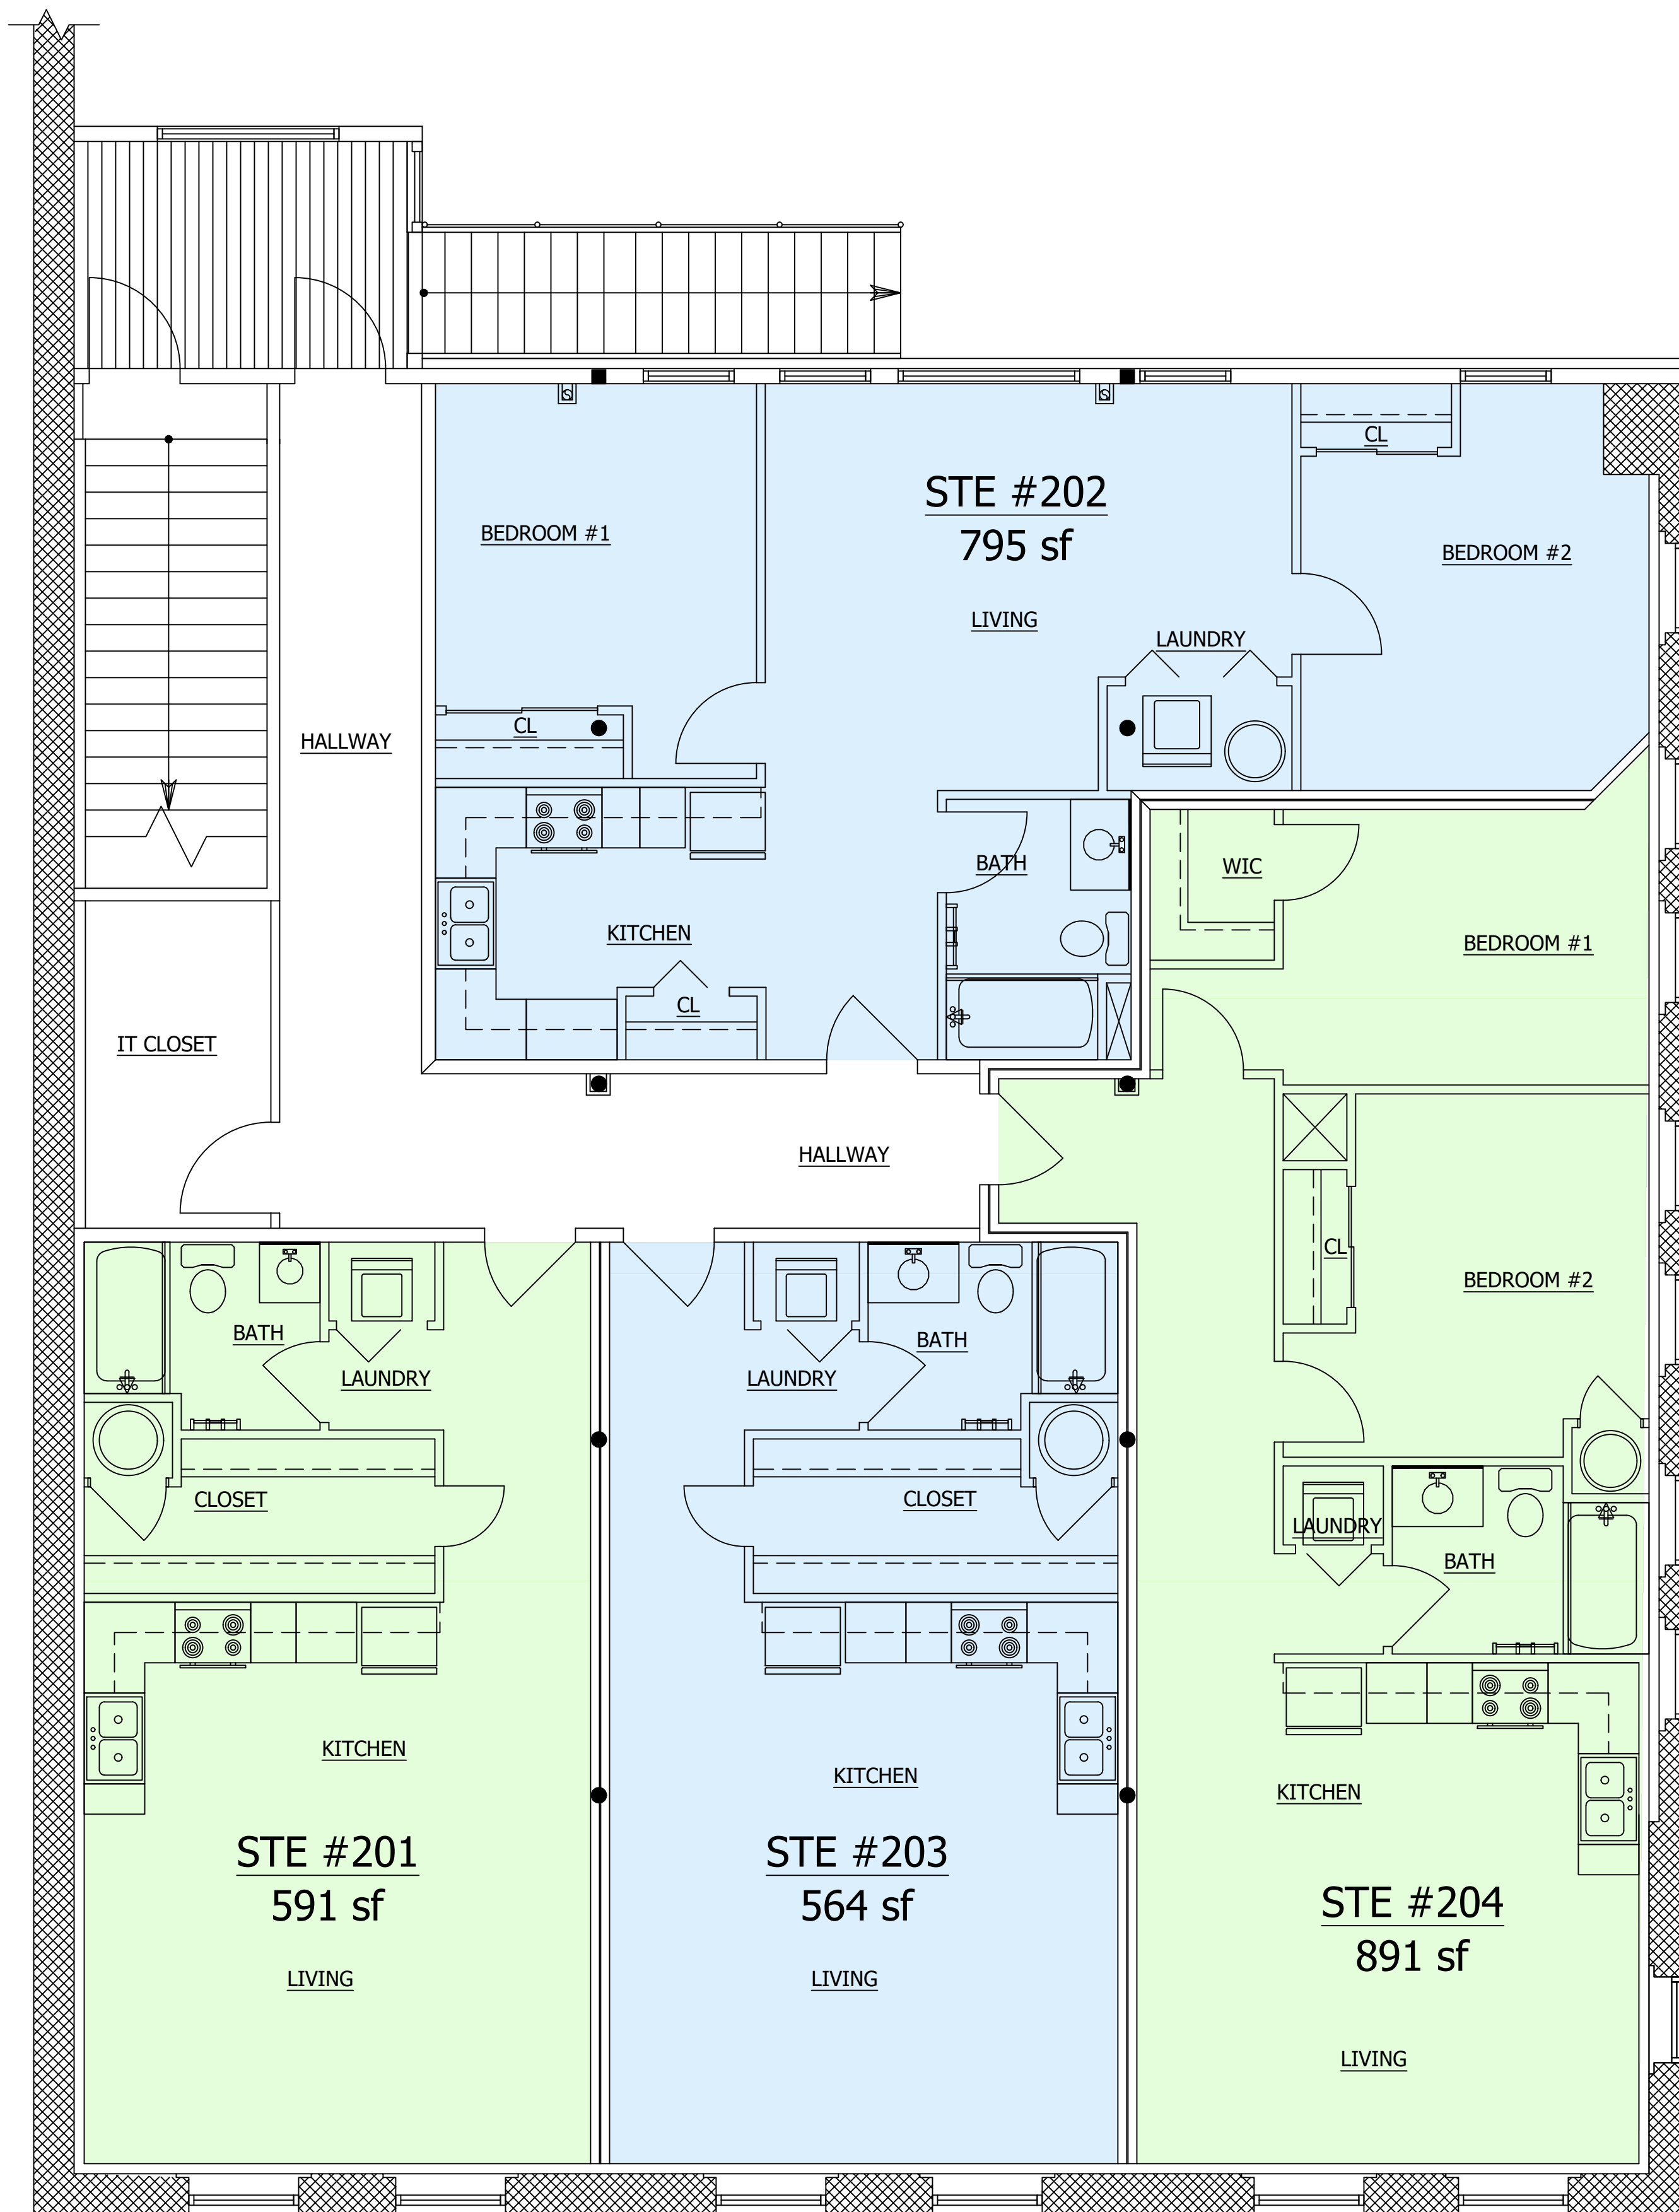 CL
STE #202
795 sf
BEDROOM #1
BEDROOM #2
LIVING
LAUNDRY
CL
HALLWAY
BATH
WIC
KITCHEN
BEDROOM #1
CL
IT CLOSET
HALLWAY
CL
BEDROOM #2
BATH
LAUNDRY
LAUNDRY
BATH
CLOSET
CLOSET
LAUNDRY
BATH
KITCHEN
KITCHEN
KITCHEN
STE #201
591 sf
STE #203
564 sf
STE #204
891 sf
LIVING
LIVING
LIVING